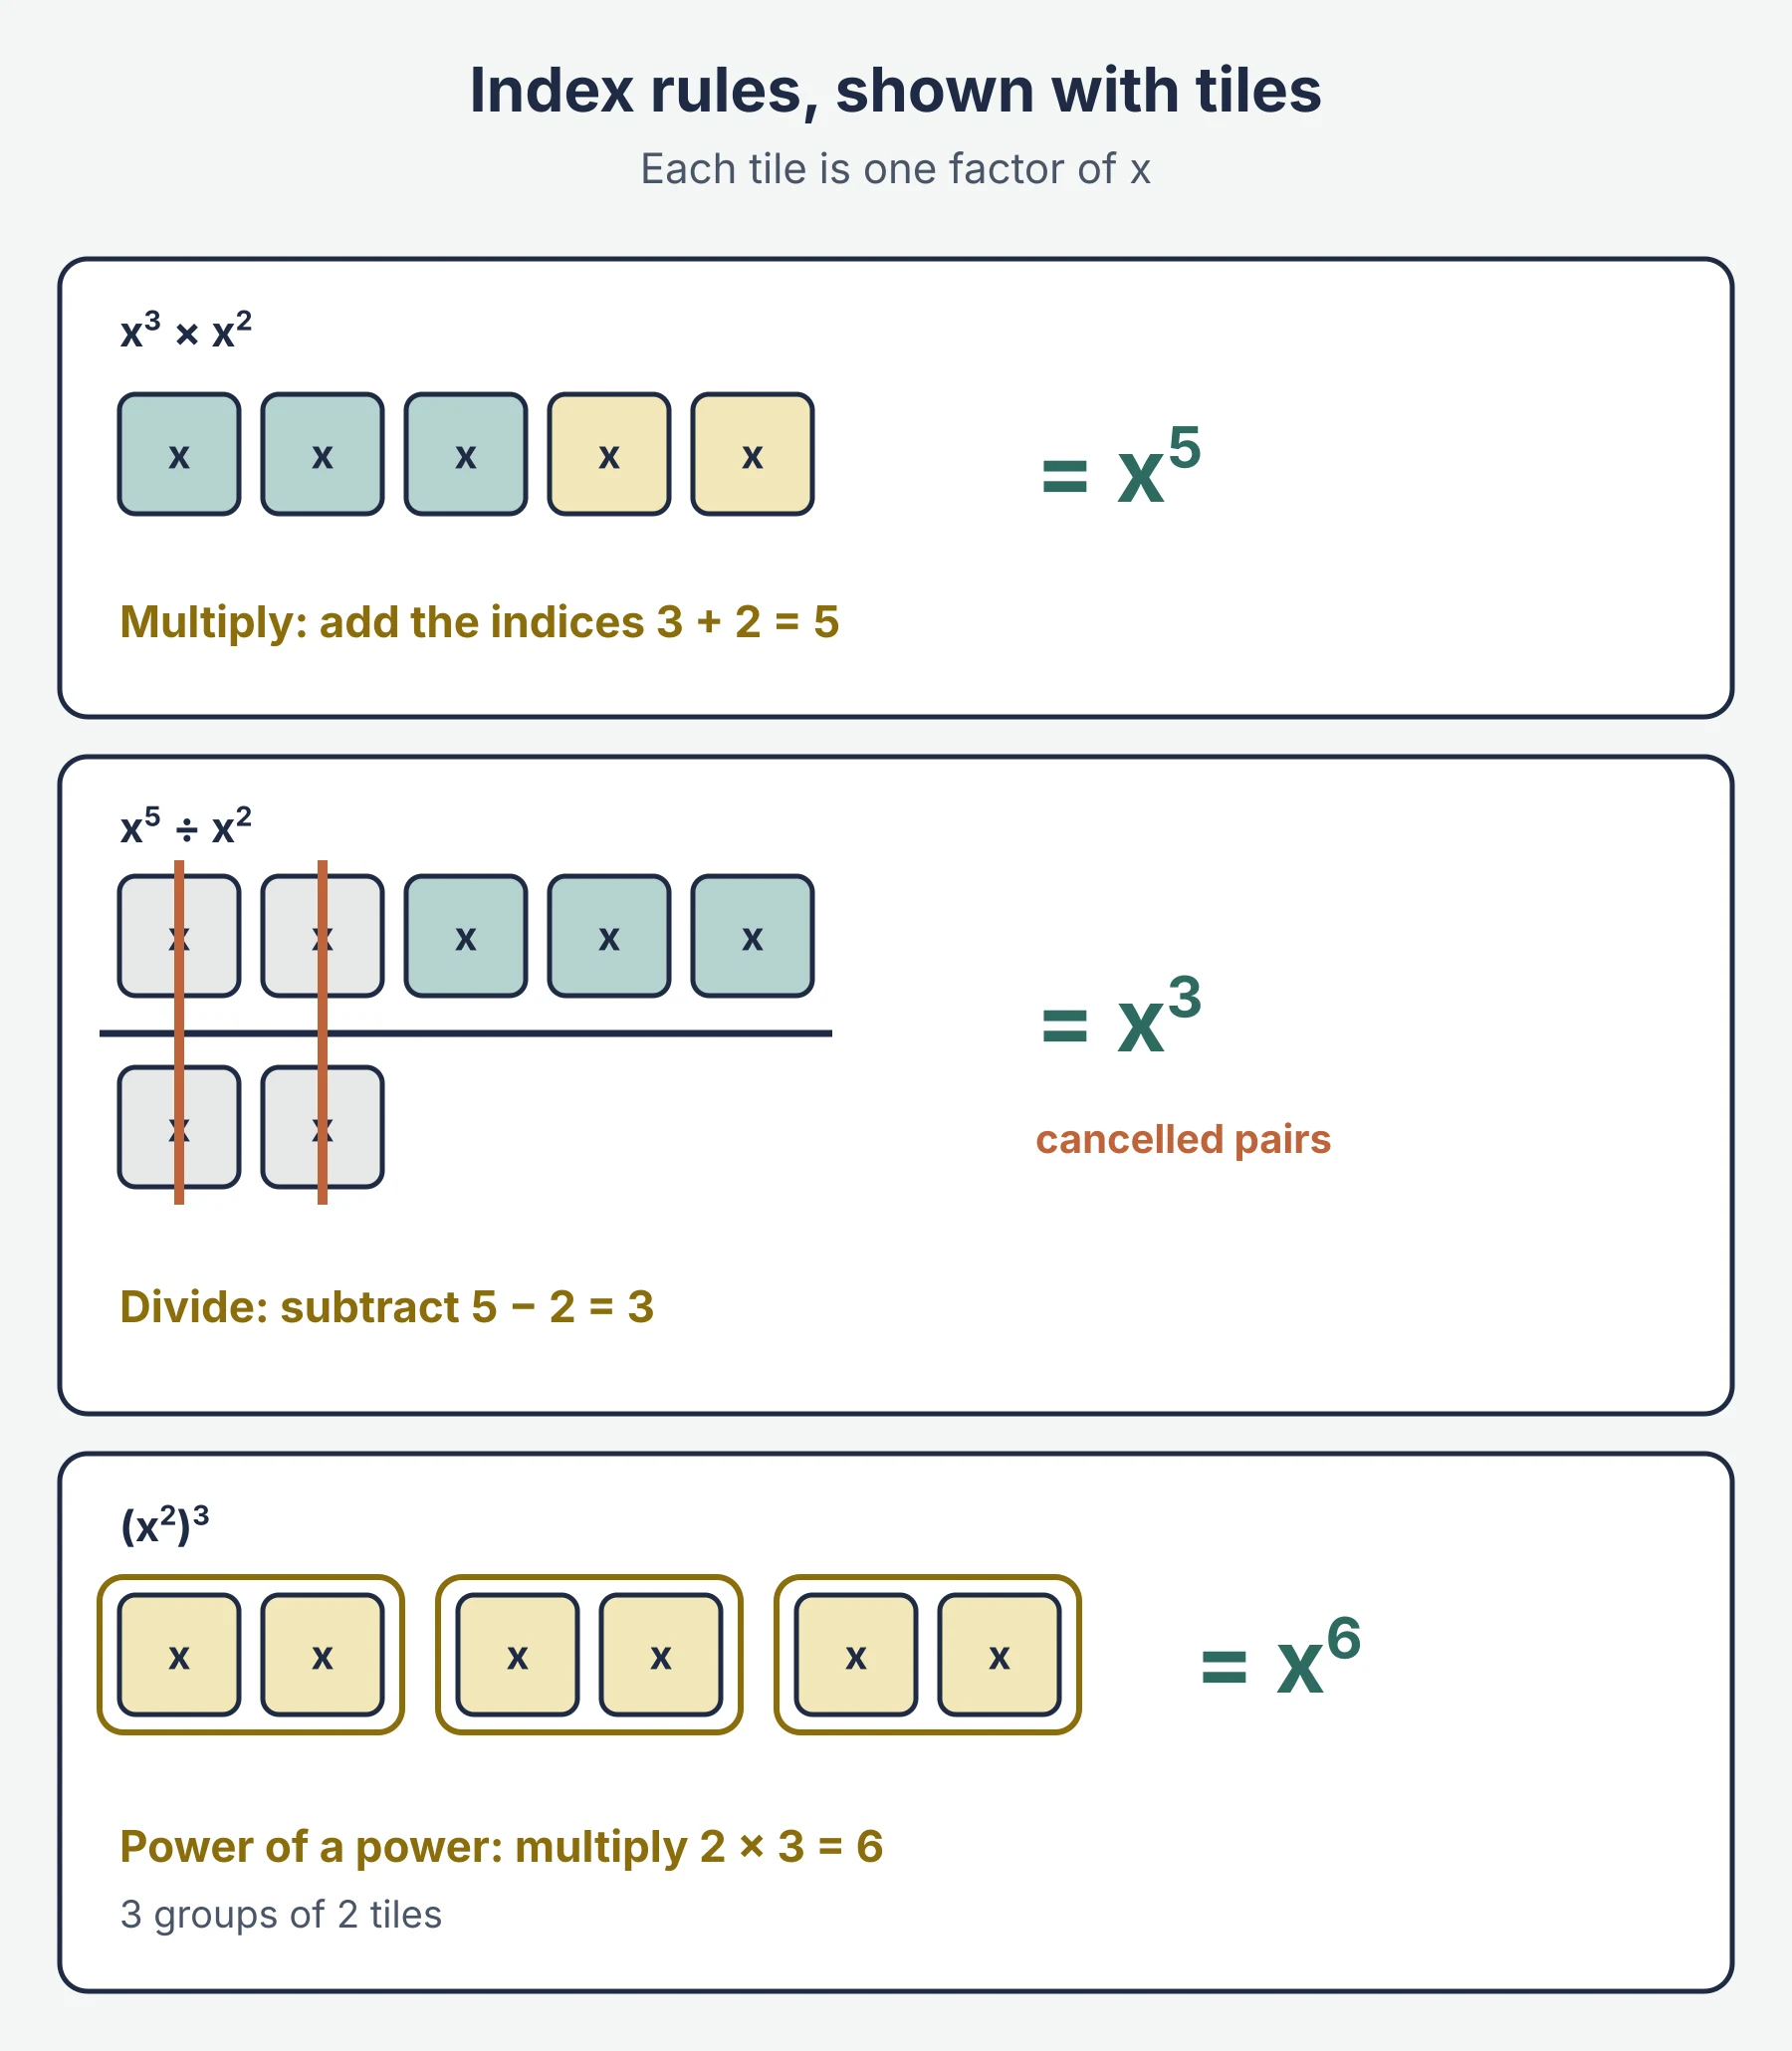 Index rules, shown with tiles
Each tile is one factor of x
x³ × x²
x x x x x
= x⁵
Multiply: add the indices 3 + 2 = 5
x⁵ ÷ x²
x x x x x
= x³
x x
cancelled pairs
Divide: subtract 5 − 2 = 3
(x²)³
x x x x x x
= x⁶
Power of a power: multiply 2 × 3 = 6
3 groups of 2 tiles